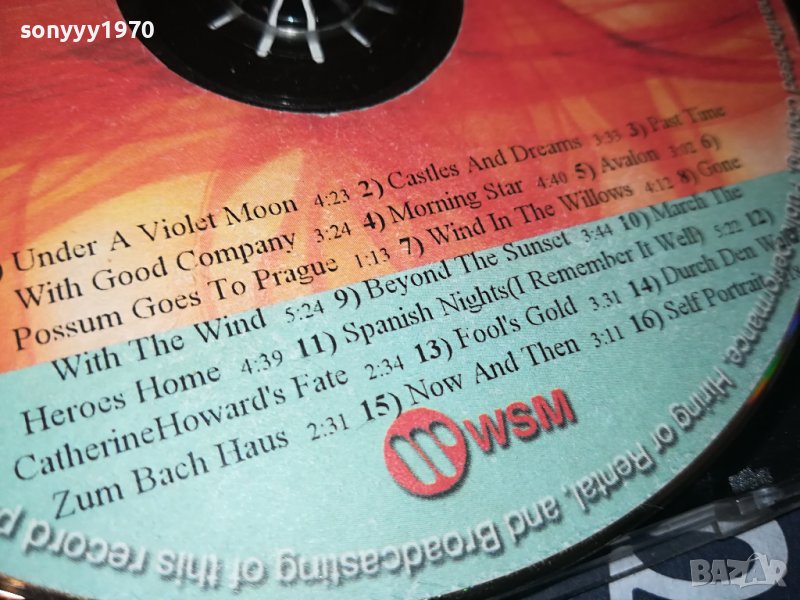 sonyyy1970
Under A Violet Moon 4:23 2) Castles And Dreams 3:33 3) Past Time
With Good Company 3:24 4) Morning Star 4:40 5) Avalon 3:02 6)
Possum Goes To Prague 1:13 7) Wind In The Willows 4:12 8) Gone
With The Wind 5:24 9) Beyond The Sunset 3:44 10) March The
Heroes Home 4:39 11) Spanish Nights(I Remember It Well) 5:22 12)
CatherineHoward's Fate 2:34 13) Fool's Gold 3.31 14) Durch Den
Zum Bach Haus 2:31 15) Now And Then 3:11 16) Self Portrait
WSM
Hiring or Rental, and Broadcasting of this record
BAZAR
bg